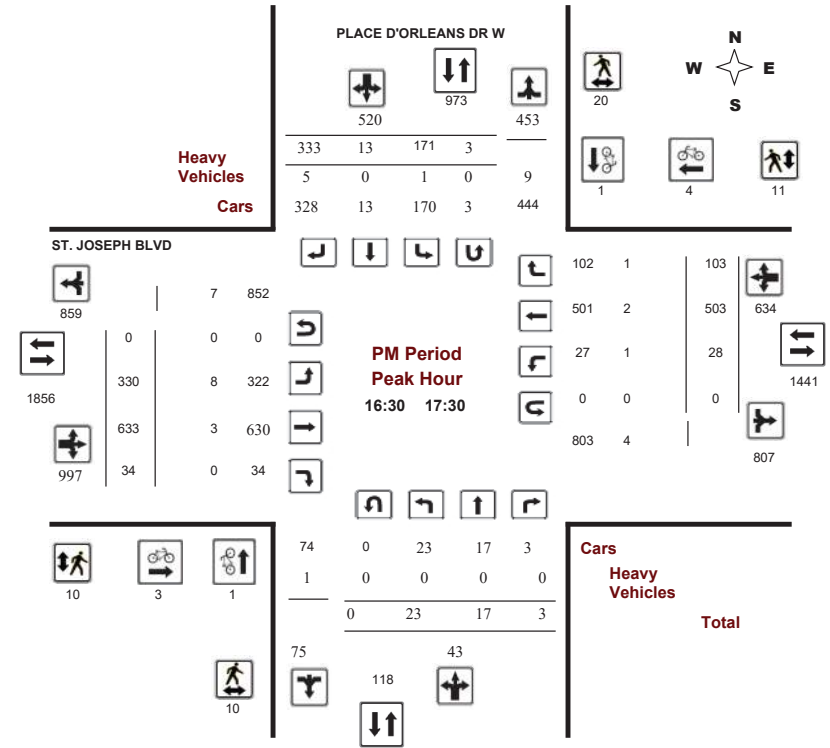 PLACE D'ORLEANS DR W
N
W E
S
973
20
520 453
333 13 171 3
Heavy
Vehicles 5 0 1 0 9
1 4 11
Cars 328 13 170 3 444
ST. JOSEPH BLVD
102 1 103
859 7 852
501 2 503 634
0 0 0
PM Period
27 1 28
330 8 322
Peak Hour
1856 1441
16:30 17:30
0 0 0
633 3 630
803 4
997 34 0 34 807
74 0 23 17 3 Cars
1 0 0 0 0 Heavy
Vehicles
10 3 1
0 23 17 3 Total
75 43
118
10